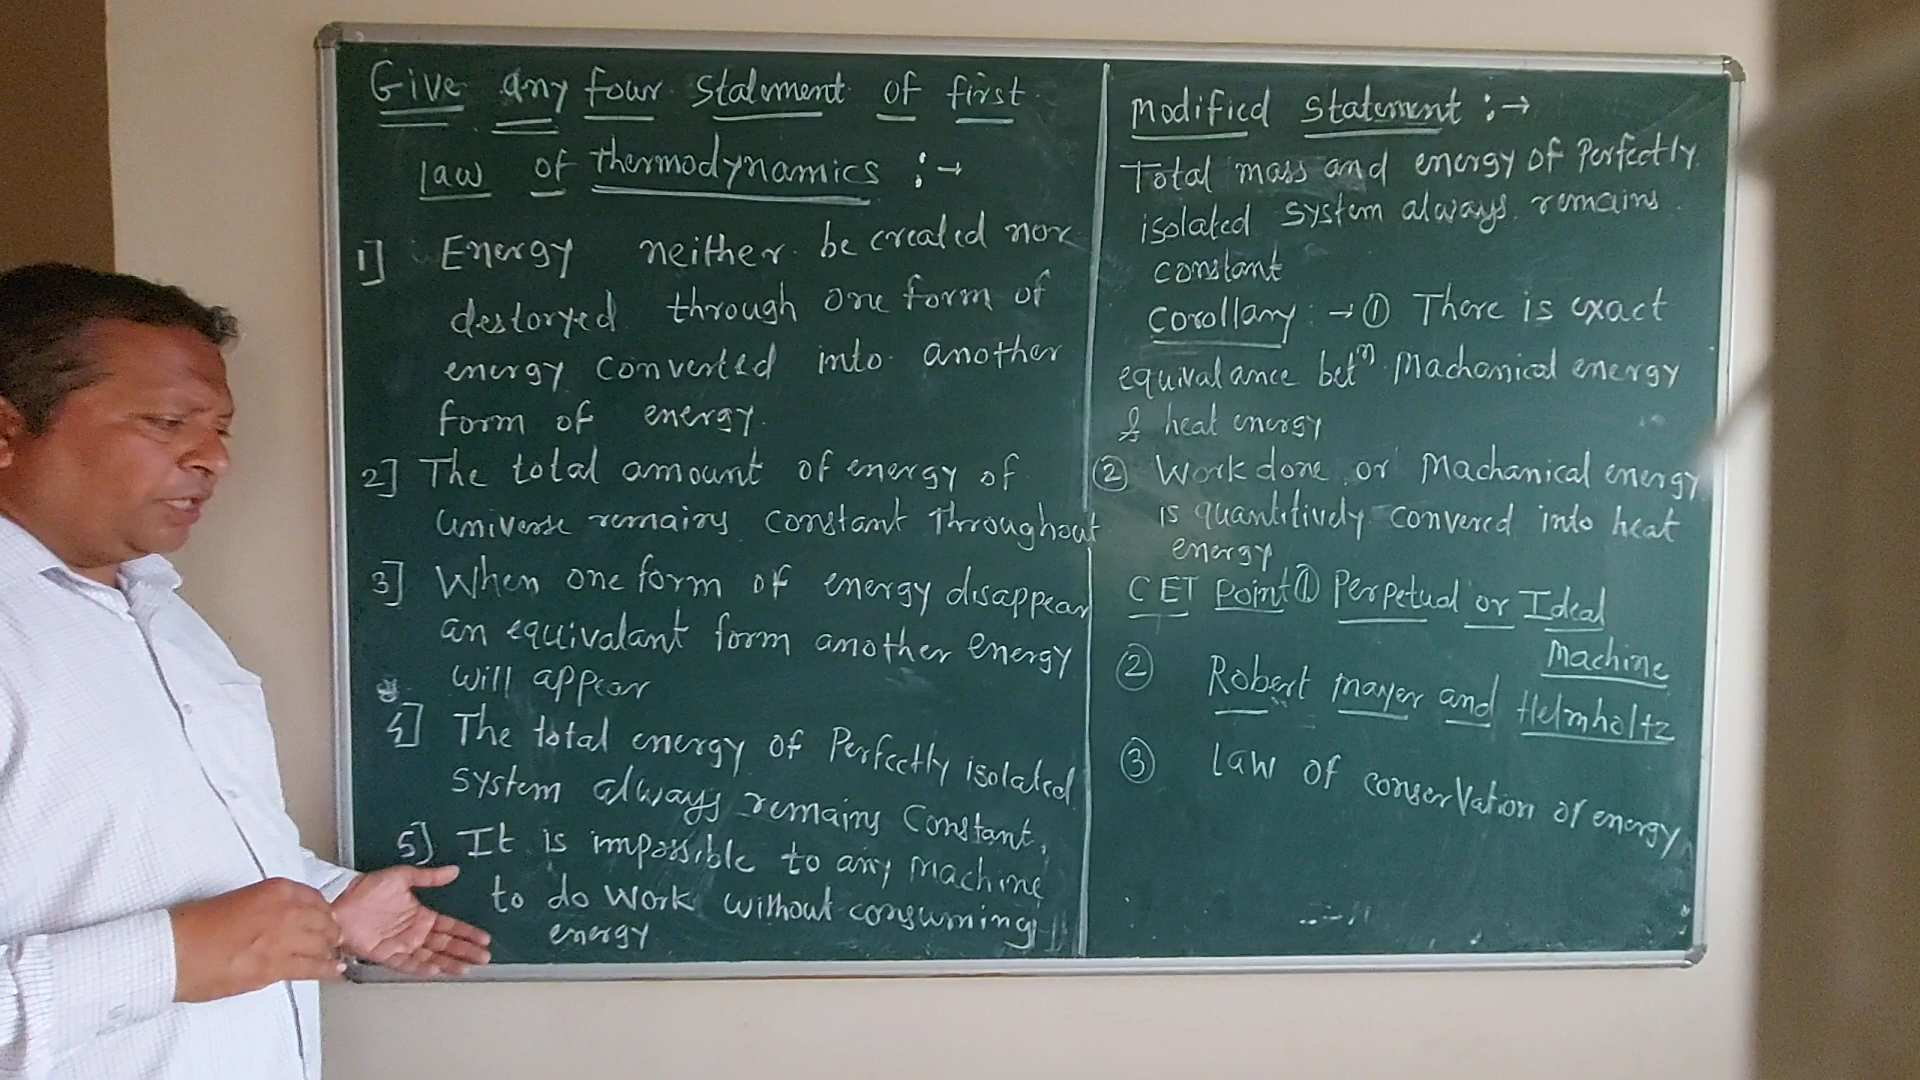 Give any four Statement of first
law of thermodynamics :→
1] Energy neither be created nor
destoryed through one form of
energy converted into another
form of energy.
2] The total amount of energy of
universe remains constant Throughout
3] When one form of energy disappear
an equivalant form another energy
will appear
4] The total energy of Perfectly isolated
system always remains constant,
5] It is impossible to any machine
to do work without consuming
energy
Modified Statement :→
Total mass and energy of Perfectly
isolated system always remains
constant
Corollary : → ① There is exact
equivalance betⁿ Machanical energy
& heat energy
② Work done or Machanical energy
is quantitively convered into heat
energy
CET Point ① Perpetual or Ideal
Machine
② Robert mayer and Helmholtz
③ Law of conservation of energy